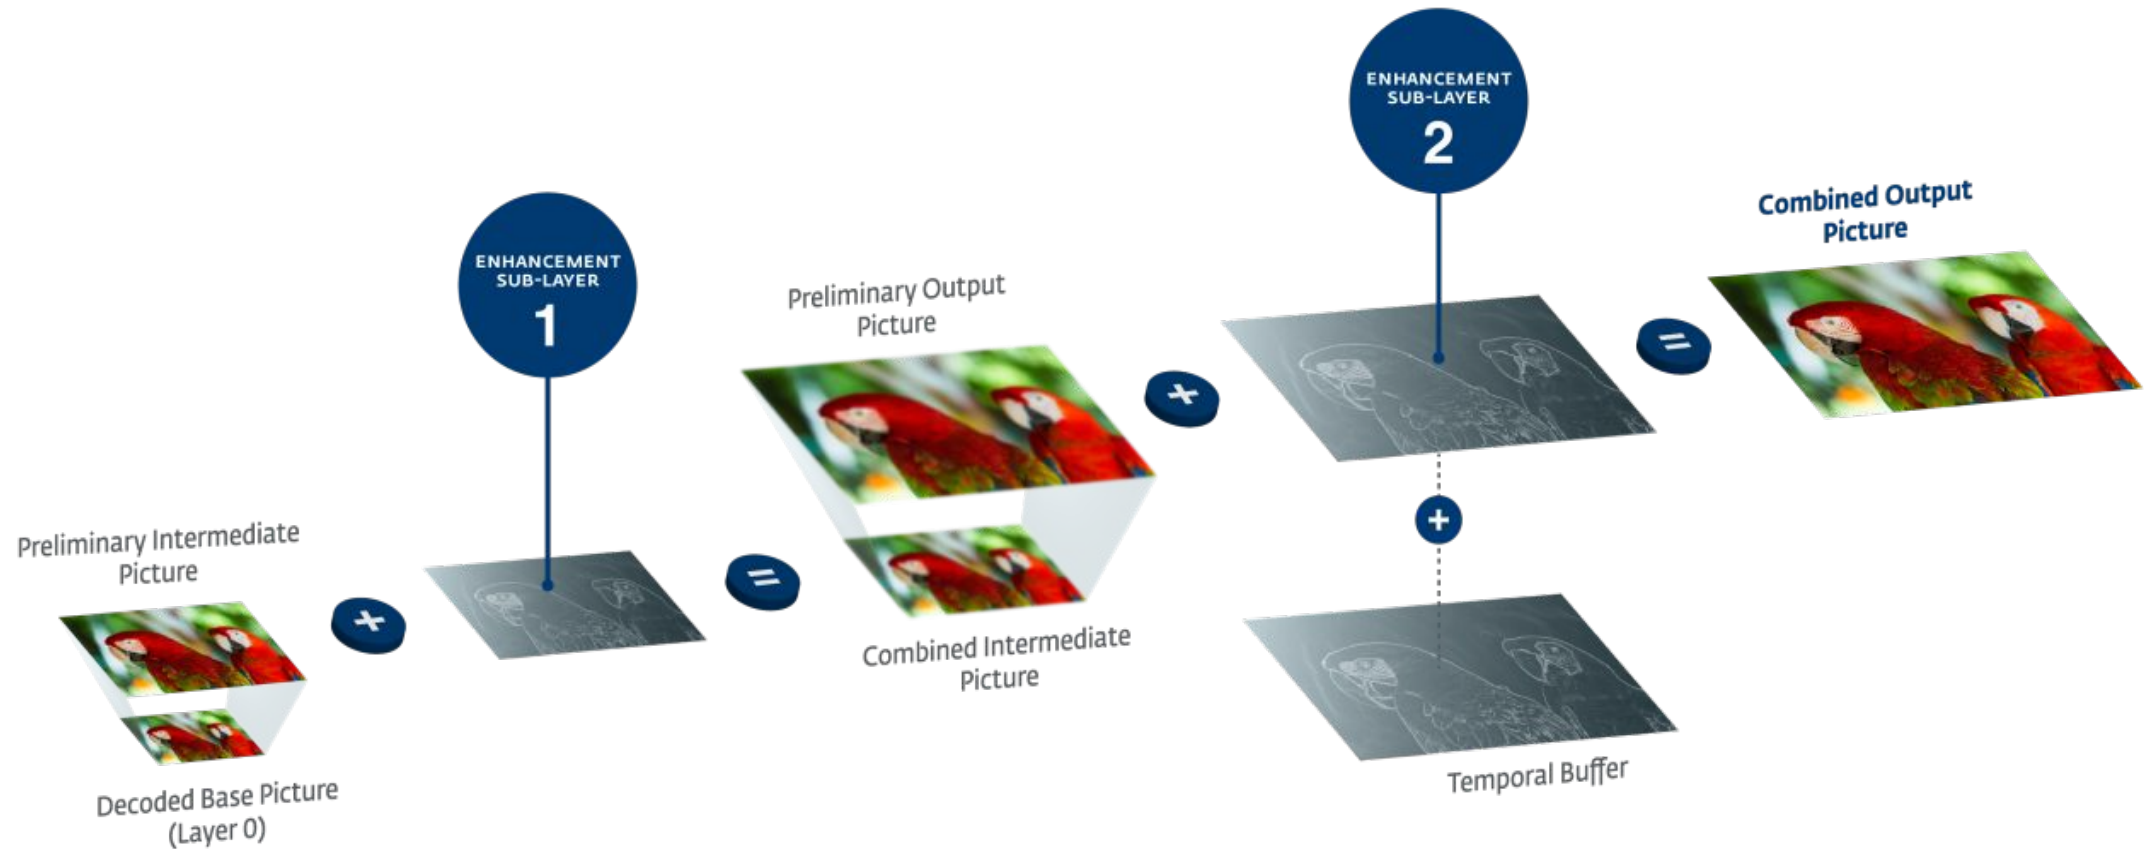 Preliminary Intermediate
Picture
Decoded Base Picture
(Layer 0)
+
ENHANCEMENT
SUB-LAYER
1
=
Preliminary Output
Picture
Combined Intermediate
Picture
+
ENHANCEMENT
SUB-LAYER
2
+
Temporal Buffer
=
Combined Output
Picture